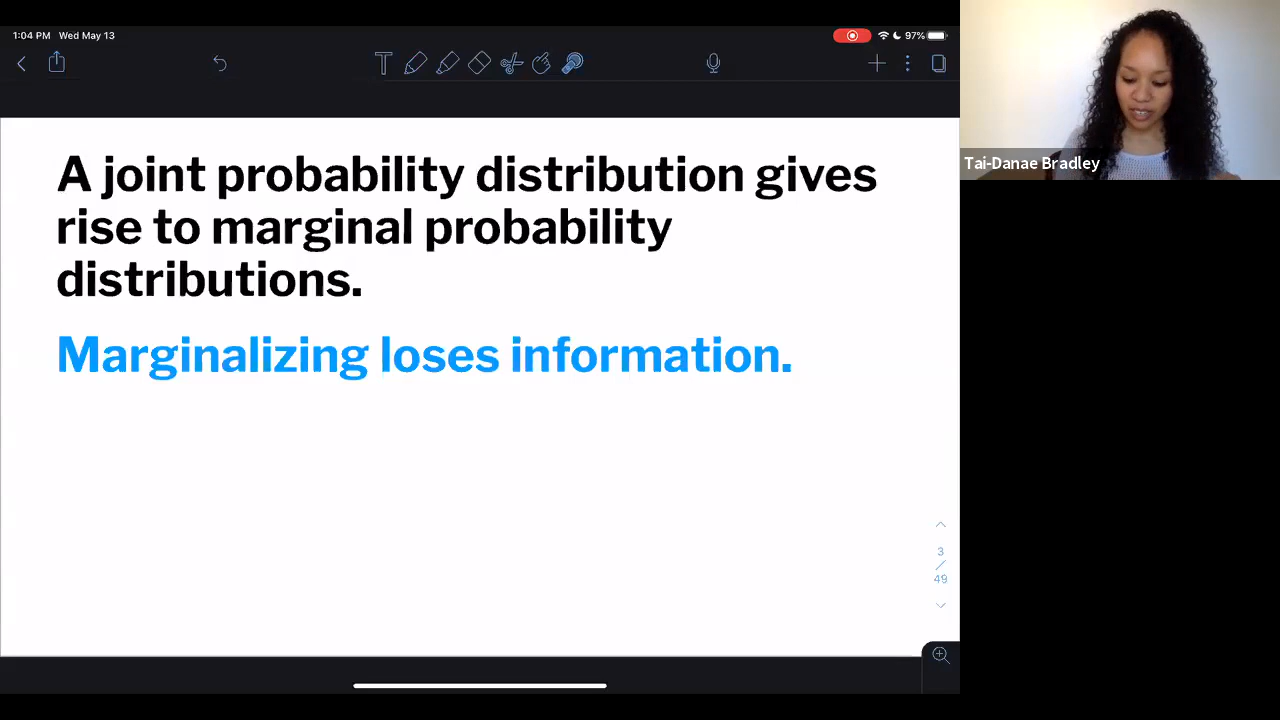 1:04 PM Wed May 13
97%
T
A joint probability distribution gives
rise to marginal probability
distributions.
Marginalizing loses information.
3
/
49
Tai-Danae Bradley